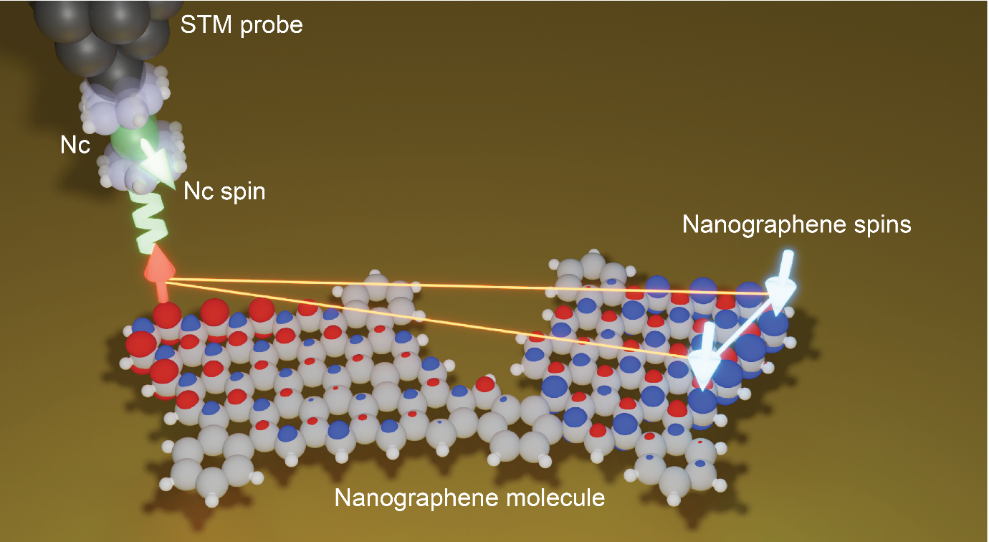 STM probe
Nc
Nc spin
Nanographene spins
Nanographene molecule